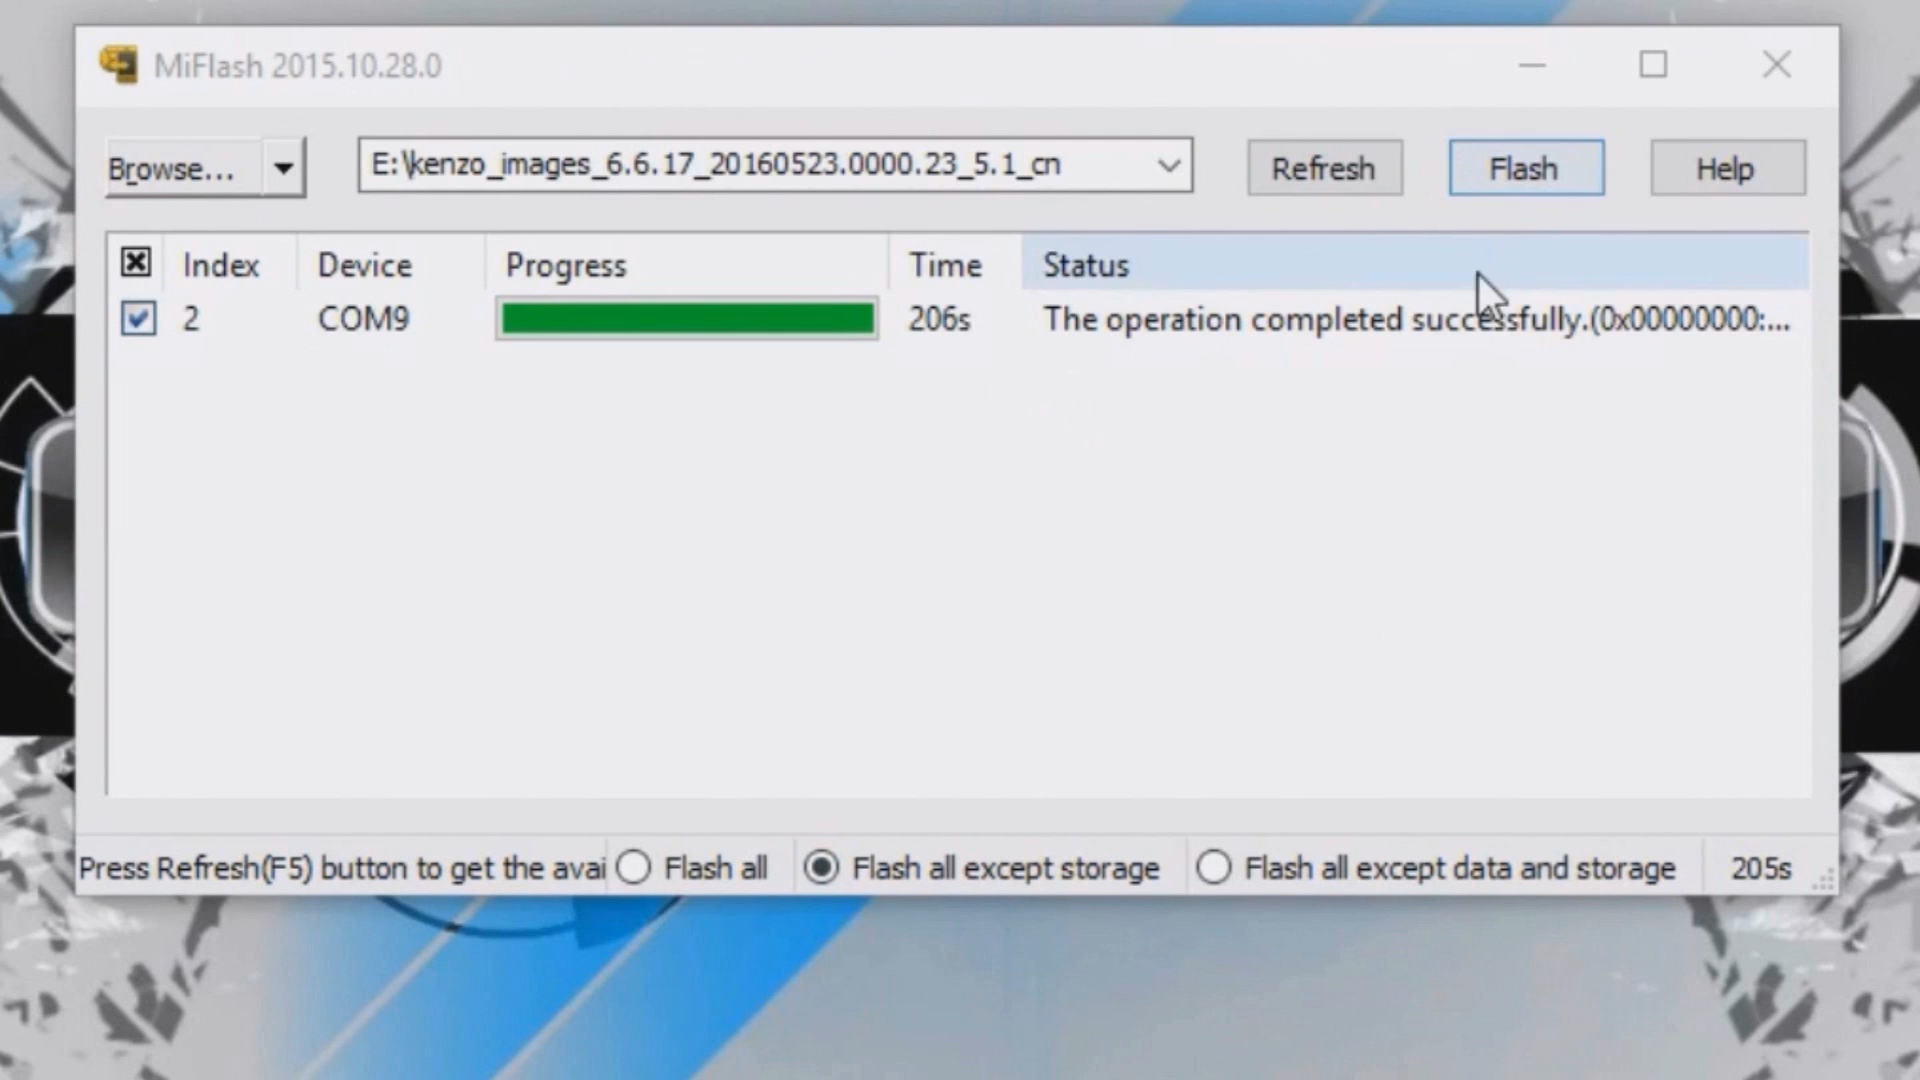 MiFlash 2015.10.28.0
Browse... E:\kenzo_images_6.6.17_20160523.0000.23_5.1_cn Refresh Flash Help
Index Device Progress Time Status
2 COM9 206s The operation completed successfully.(0x00000000:...
Press Refresh(F5) button to get the avai Flash all Flash all except storage Flash all except data and storage 205s